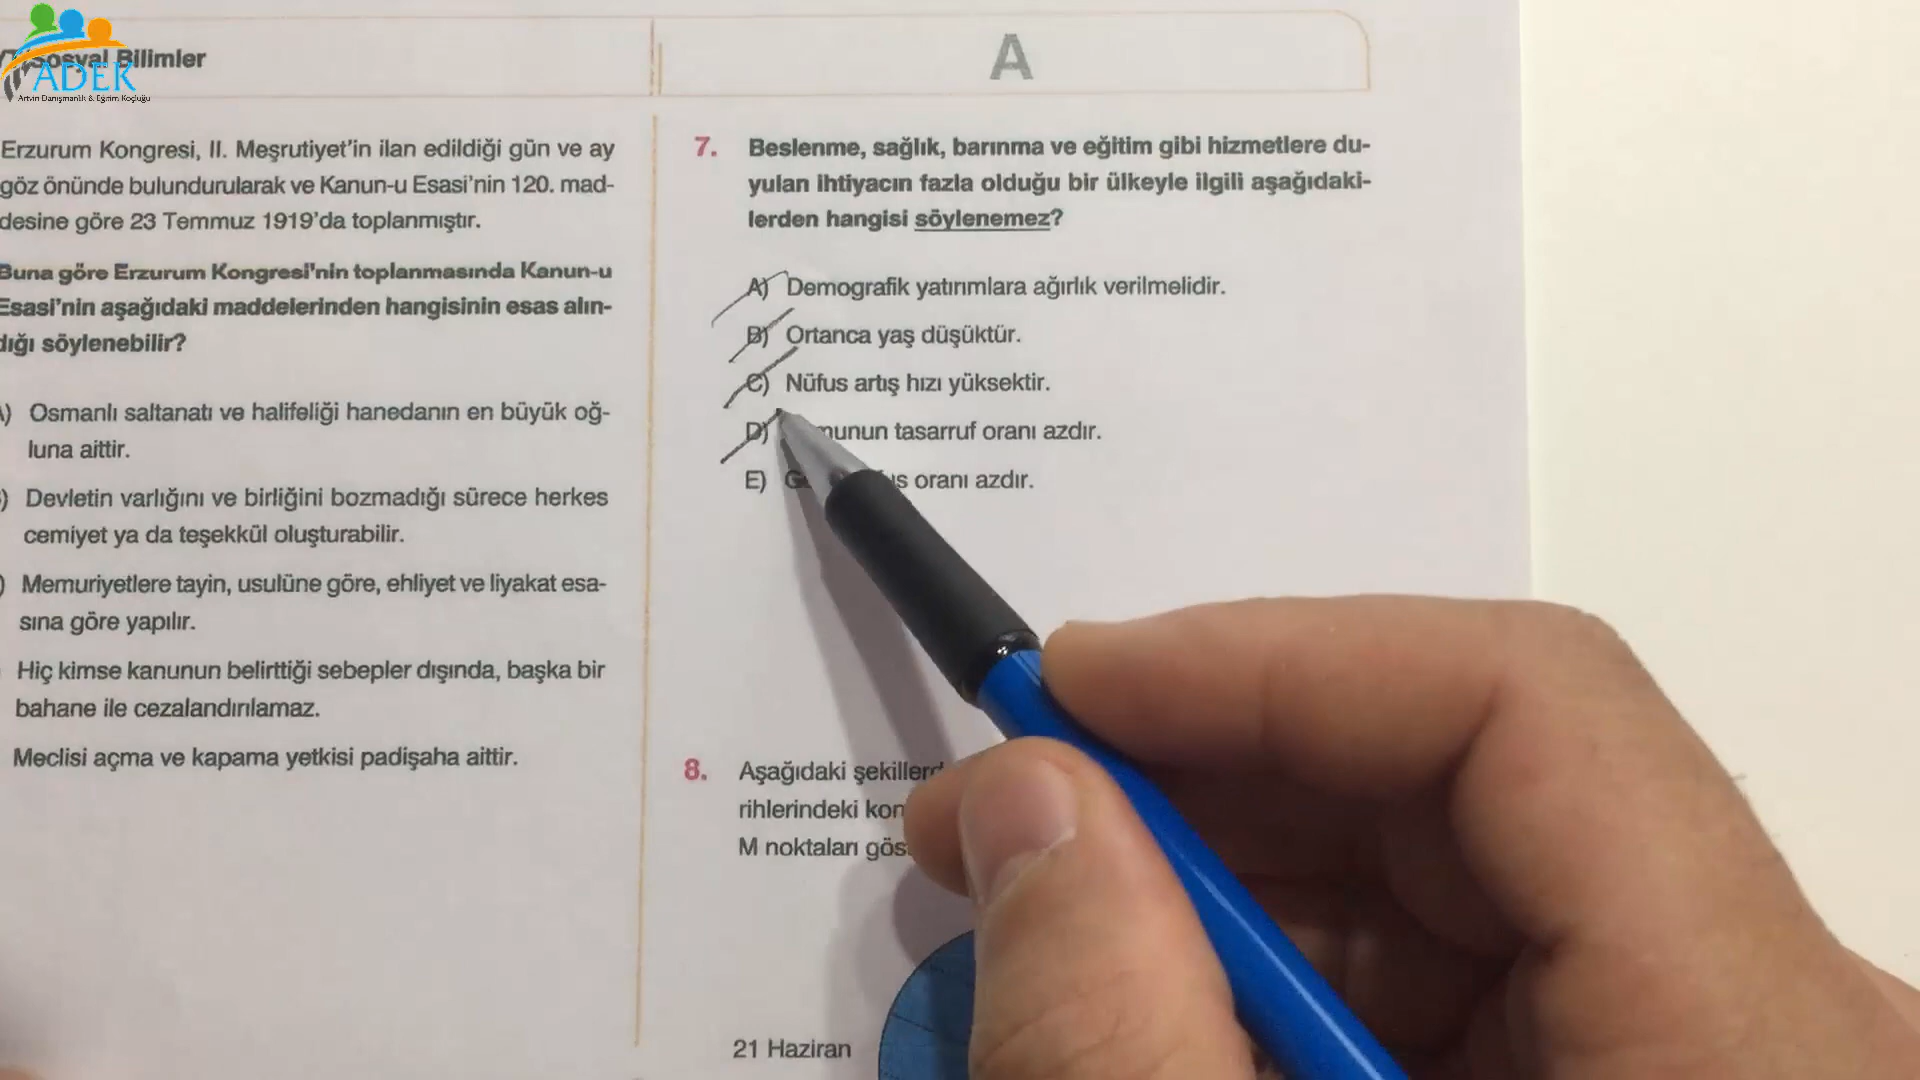 Sosyal Bilimler
ADEK
Artvin Danışmanlık & Eğitim Koçluğu
A
Erzurum Kongresi, II. Meşrutiyet'in ilan edildiği gün ve ay
göz önünde bulundurularak ve Kanun-u Esasi'nin 120. mad-
desine göre 23 Temmuz 1919'da toplanmıştır.
Buna göre Erzurum Kongresi'nin toplanmasında Kanun-u
Esasi'nin aşağıdaki maddelerinden hangisinin esas alın-
dığı söylenebilir?
) Osmanlı saltanatı ve halifeliği hanedanın en büyük oğ-
luna aittir.
) Devletin varlığını ve birliğini bozmadığı sürece herkes
cemiyet ya da teşekkül oluşturabilir.
) Memuriyetlere tayin, usulüne göre, ehliyet ve liyakat esa-
sına göre yapılır.
Hiç kimse kanunun belirttiği sebepler dışında, başka bir
bahane ile cezalandırılamaz.
Meclisi açma ve kapama yetkisi padişaha aittir.
7. Beslenme, sağlık, barınma ve eğitim gibi hizmetlere du-
yulan ihtiyacın fazla olduğu bir ülkeyle ilgili aşağıdaki-
lerden hangisi söylenemez?
A) Demografik yatırımlara ağırlık verilmelidir.
B) Ortanca yaş düşüktür.
C) Nüfus artış hızı yüksektir.
D) tasarruf oranı azdır.
E) oranı azdır.
8. Aşağıdaki
rihlerindeki
M noktaları
21 Haziran